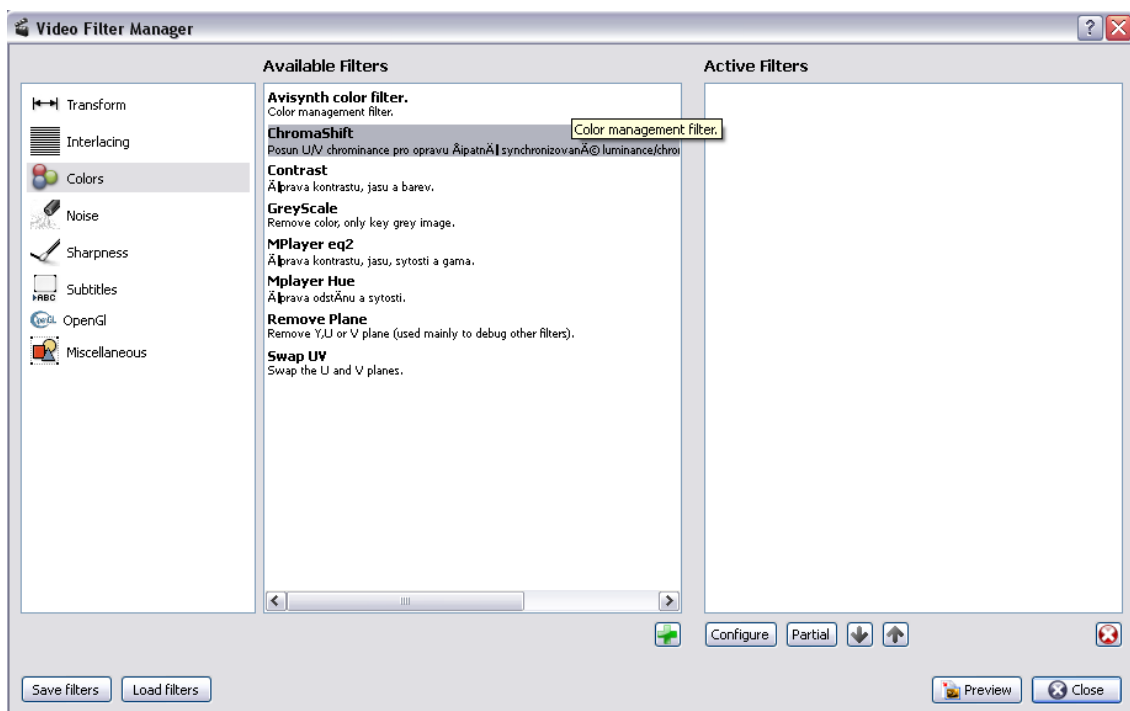 Video Filter Manager
Available Filters
Active Filters
Transform
Interlacing
Colors
Noise
Sharpness
ABC
Subtitles
OpenGL
OpenGl
Miscellaneous
Avisynth color filter.
Color management filter.
Color management filter.
ChromaShift
Posun U/V chrominance pro opravu ÅipatnÄ| synchronizovanÄ© luminance/chro
Contrast
Ä|prava kontrastu, jasu a barev.
GreyScale
Remove color, only key grey image.
MPlayer eq2
Ä|prava kontrastu, jasu, sytosti a gama.
Mplayer Hue
Ä|prava odstÄnu a sytosti.
Remove Plane
Remove Y,U or V plane (used mainly to debug other filters).
Swap UV
Swap the U and V planes.
Configure
Partial
Save filters
Load filters
Preview
Close